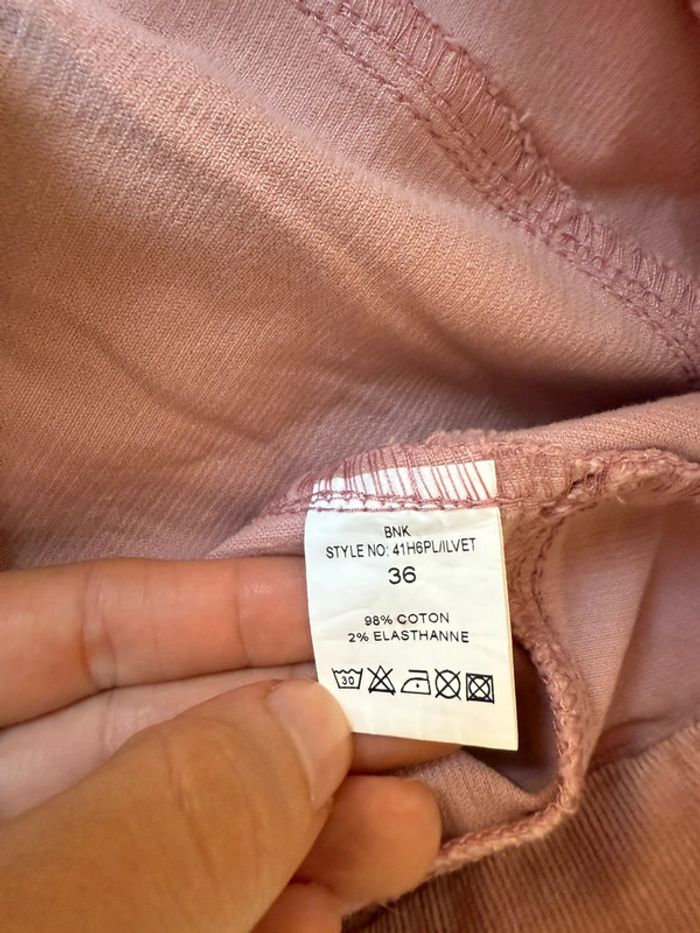 BNK
STYLE NO: 41H6PL/ILVET
36
98% COTON
2% ELASTHANNE
30